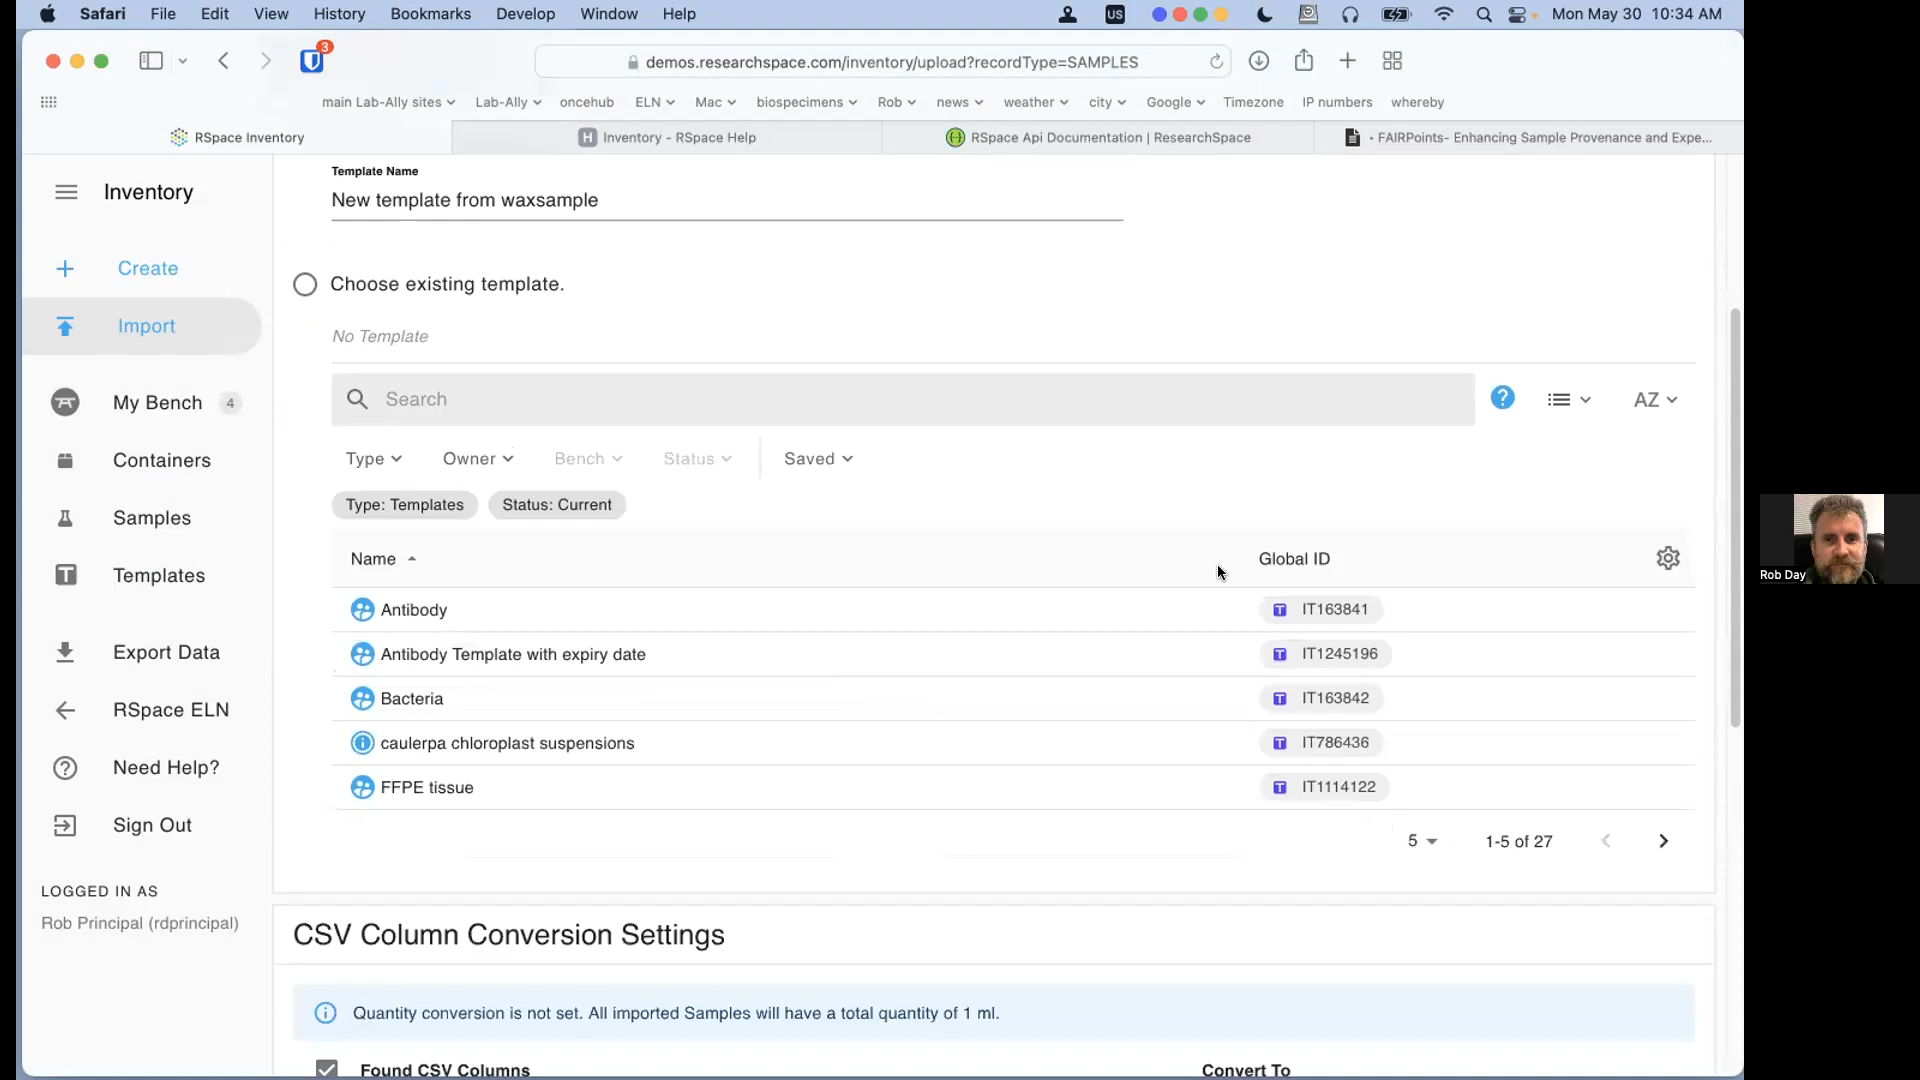 Safari File Edit View History Bookmarks Develop Window Help US Mon May 30 10:34 AM
3 demos.researchspace.com/inventory/upload?recordType=SAMPLES
main Lab-Ally sites Lab-Ally oncehub ELN Mac biospecimens Rob news weather city Google Timezone IP numbers whereby
RSpace Inventory H Inventory - RSpace Help RSpace Api Documentation | ResearchSpace · FAIRPoints- Enhancing Sample Provenance and Expe...
Inventory
Create
Import
My Bench 4
Containers
Samples
Templates
Export Data
RSpace ELN
Need Help?
Sign Out
LOGGED IN AS
Rob Principal (rdprincipal)
Template Name
New template from waxsample
Choose existing template.
No Template
Search ? AZ
Type Owner Bench Status Saved
Type: Templates Status: Current
Name Global ID
Antibody T IT163841
Antibody Template with expiry date T IT1245196
Bacteria T IT163842
caulerpa chloroplast suspensions T IT786436
FFPE tissue T IT1114122
5 1-5 of 27
CSV Column Conversion Settings
Quantity conversion is not set. All imported Samples will have a total quantity of 1 ml.
Found CSV Columns Convert To
Rob Day